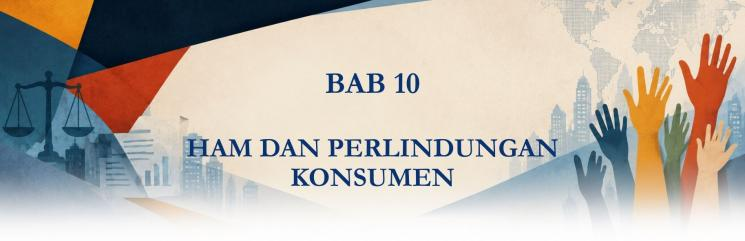 BAB 10
HAM DAN PERLINDUNGAN
KONSUMEN